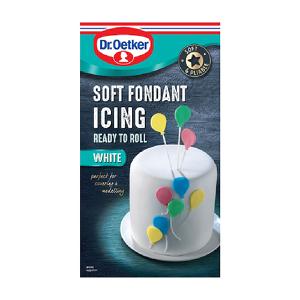 Dr.Oetker
SOFT
& PLIABLE
SOFT FONDANT
ICING
READY TO ROLL
WHITE
perfect for
covering &
modelling